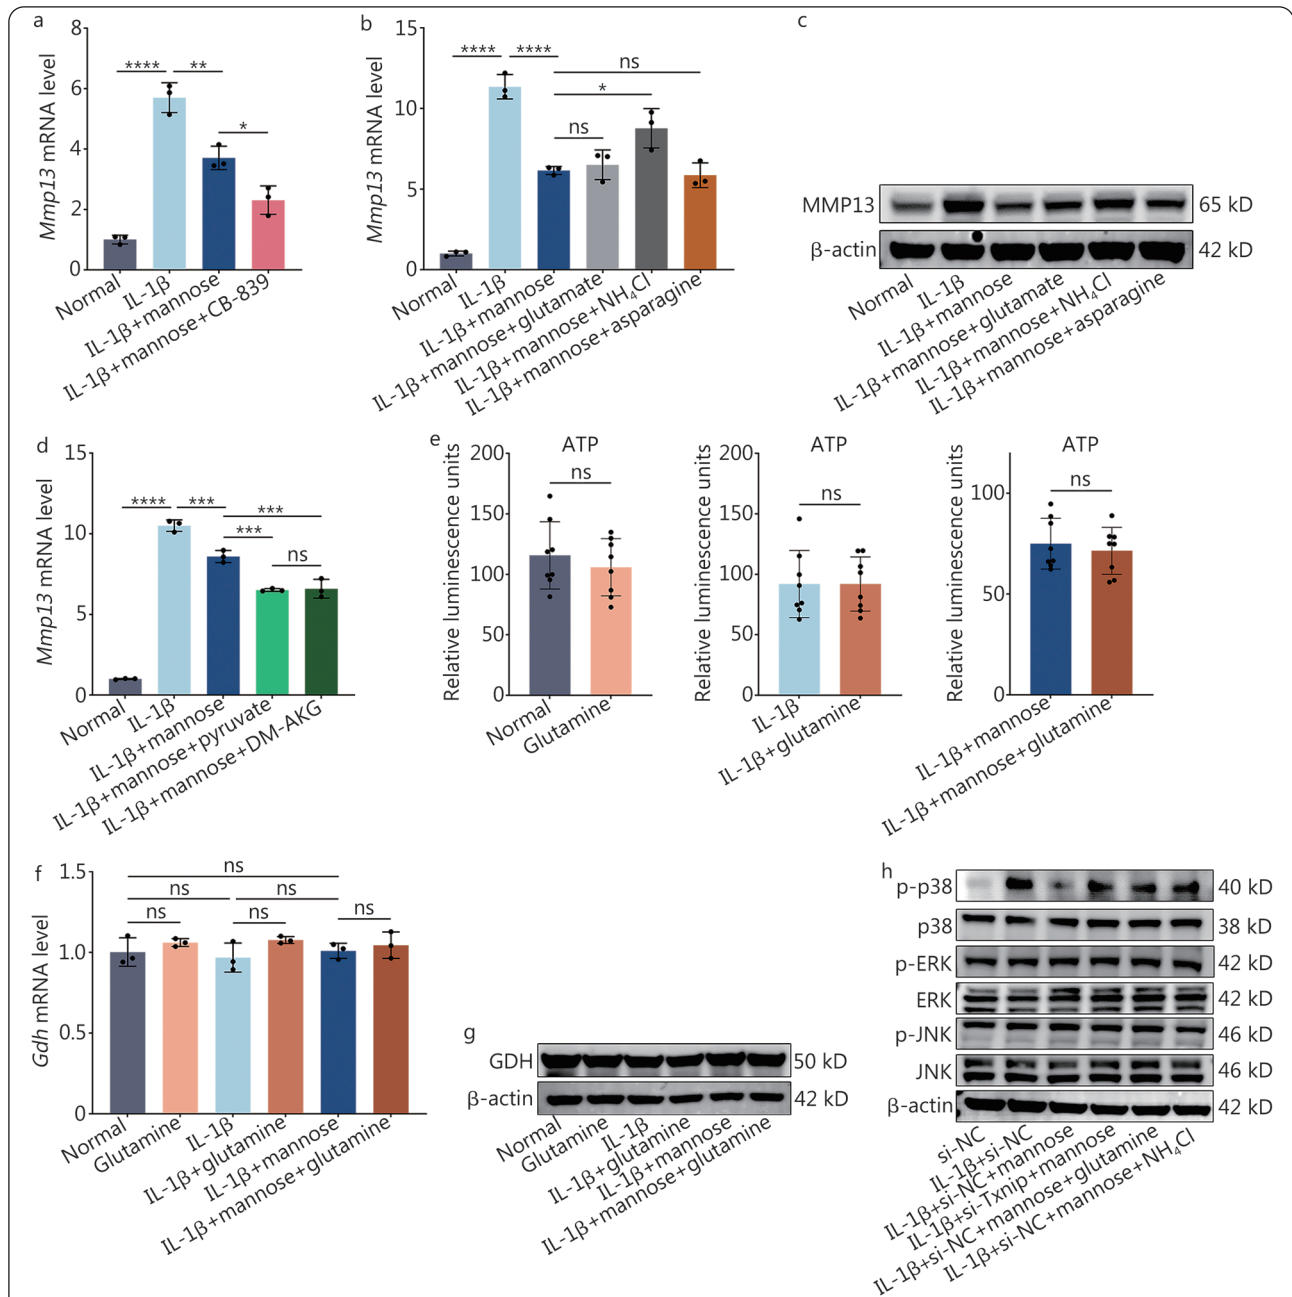 a
Mmp13 mRNA level
8
6
4
2
0
****
**
*
Normal
IL-1β
IL-1β+mannose
IL-1β+mannose+CB-839
b
Mmp13 mRNA level
15
10
5
0
****
****
ns
*
ns
Normal
IL-1β
IL-1β+mannose
IL-1β+mannose+glutamate
IL-1β+mannose+NH₄Cl
IL-1β+mannose+asparagine
c
MMP13
65 kD
β-actin
42 kD
Normal
IL-1β
IL-1β+mannose
IL-1β+mannose+glutamate
IL-1β+mannose+NH₄Cl
IL-1β+mannose+asparagine
d
Mmp13 mRNA level
15
10
5
0
****
***
***
***
ns
Normal
IL-1β
IL-1β+mannose
IL-1β+mannose+pyruvate
IL-1β+mannose+DM-AKG
e
ATP
Relative luminescence units
200
150
100
50
0
ns
Normal
Glutamine
ATP
Relative luminescence units
200
150
100
50
0
ns
IL-1β
IL-1β+glutamine
ATP
Relative luminescence units
100
50
0
ns
IL-1β+mannose
IL-1β+mannose+glutamine
f
Gdh mRNA level
1.5
1.0
0.5
0
ns
ns
ns
ns
ns
ns
Normal
Glutamine
IL-1β
IL-1β+glutamine
IL-1β+mannose
IL-1β+mannose+glutamine
g
GDH
50 kD
β-actin
42 kD
Normal
Glutamine
IL-1β
IL-1β+glutamine
IL-1β+mannose
IL-1β+mannose+glutamine
h
p-p38
40 kD
p38
38 kD
p-ERK
42 kD
ERK
42 kD
p-JNK
46 kD
JNK
46 kD
β-actin
42 kD
si-NC
IL-1β+si-NC
IL-1β+si-NC+mannose
IL-1β+si-Txnip+mannose
IL-1β+si-NC+mannose+glutamine
IL-1β+si-NC+mannose+NH₄Cl